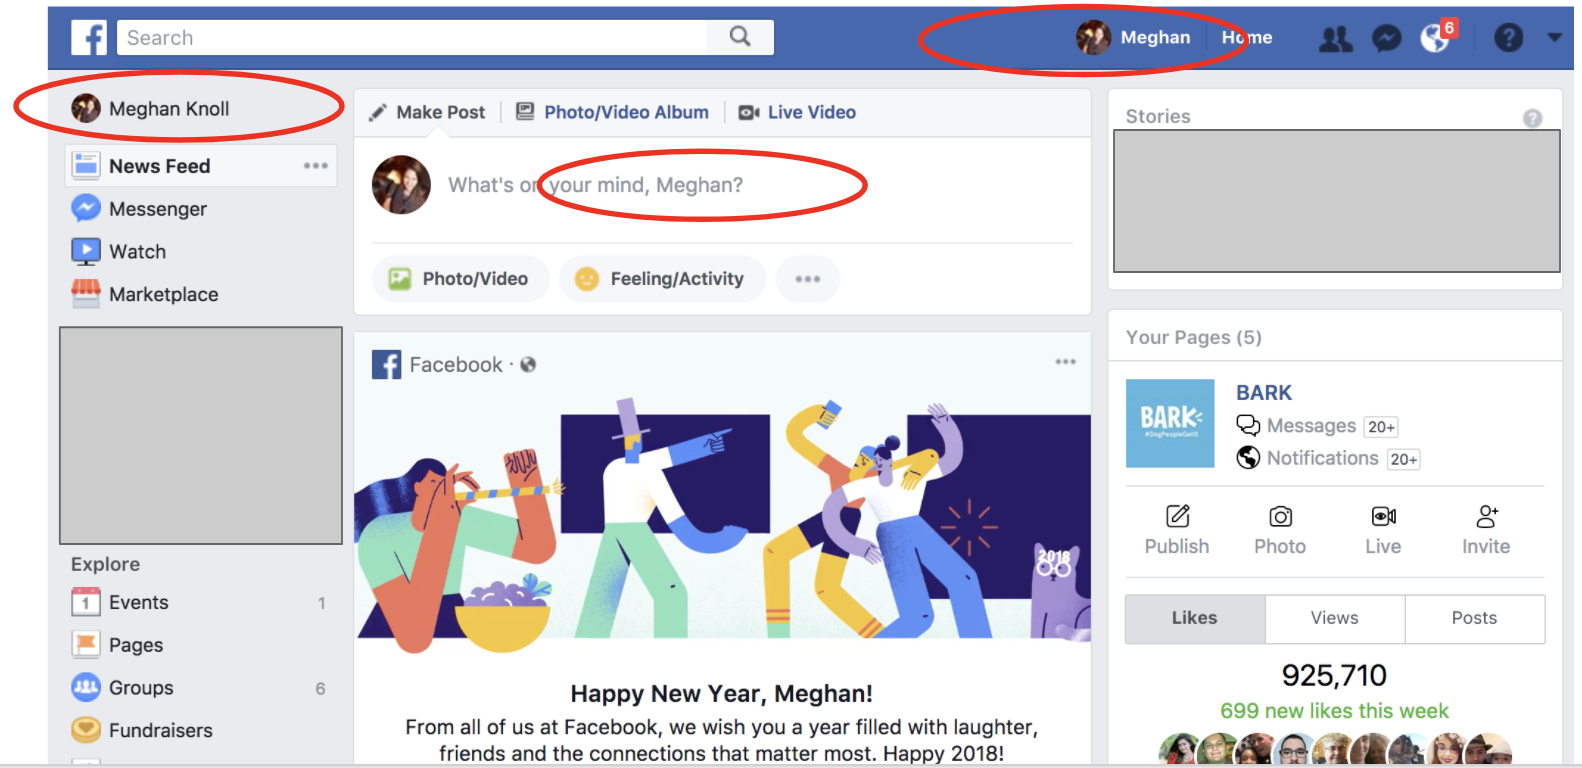 f
Search
Meghan
Home
6
?
Meghan Knoll
News Feed
Messenger
Watch
Marketplace
Explore
1
Events
1
Pages
Groups
6
Fundraisers
Make Post
Photo/Video Album
Live Video
What's on your mind, Meghan?
Photo/Video
Feeling/Activity
f
Facebook ·
2018
Happy New Year, Meghan!
From all of us at Facebook, we wish you a year filled with laughter,
friends and the connections that matter most. Happy 2018!
Stories
?
Your Pages (5)
BARK
#DogPeopleGetIt
BARK
Messages 20+
Notifications 20+
Publish
Photo
Live
Invite
Likes
Views
Posts
925,710
699 new likes this week